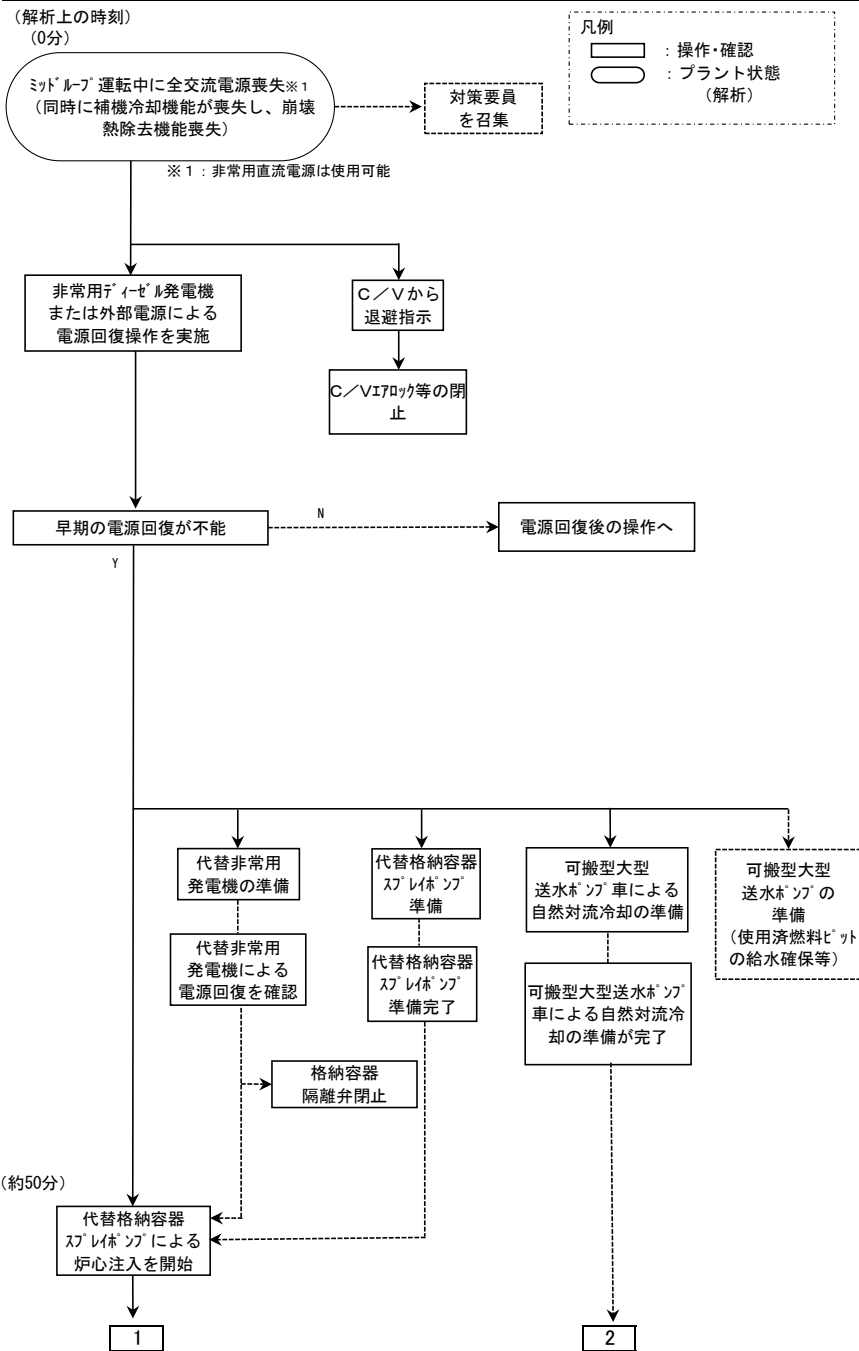 (解析上の時刻)
(0分)
ﾐｯﾄﾞﾙｰﾌﾟ運転中に全交流電源喪失※1
(同時に補機冷却機能が喪失し、崩壊
熱除去機能喪失)
対策要員
を召集
凡例
:操作・確認
:プラント状態
(解析)
※1:非常用直流電源は使用可能
非常用ﾃﾞｨｰｾﾞﾙ発電機
または外部電源による
電源回復操作を実施
C/Vから
退避指示
C/Vｴｱﾛｯｸ等の閉
止
早期の電源回復が不能
N
電源回復後の操作へ
Y
代替非常用
発電機の準備
代替格納容器
ｽﾌﾟﾚｲﾎﾟﾝﾌﾟ
準備
可搬型大型
送水ﾎﾟﾝﾌﾟ車による
自然対流冷却の準備
可搬型大型
送水ﾎﾟﾝﾌﾟの
準備
(使用済燃料ﾋﾟｯﾄ
の給水確保等)
代替非常用
発電機による
電源回復を確認
代替格納容器
ｽﾌﾟﾚｲﾎﾟﾝﾌﾟ
準備完了
可搬型大型送水ﾎﾟﾝﾌﾟ
車による自然対流冷
却の準備が完了
格納容器
隔離弁閉止
(約50分)
代替格納容器
ｽﾌﾟﾚｲﾎﾟﾝﾌﾟによる
炉心注入を開始
1
2